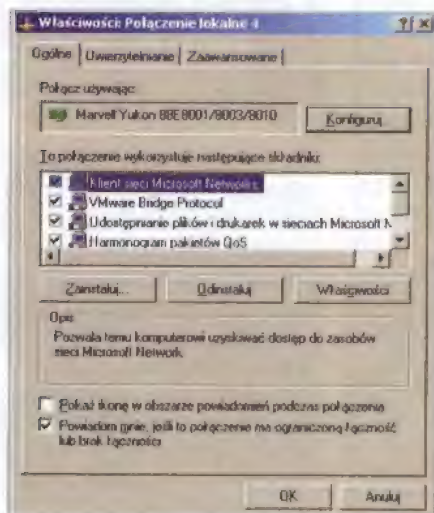 Właściwości: Połączenie lokalne 4
Ogólne Uwierzytelnianie Zaawansowane
Połącz używając:
Marvell Yukon 88E8001/8003/8010
Konfiguruj...
To połączenie wykorzystuje następujące składniki:
Klient sieci Microsoft Networks
VMware Bridge Protocol
Udostępnianie plików i drukarek w sieciach Microsoft N
Harmonogram pakietów QoS
Zainstaluj... Odinstaluj Właściwości
Opis
Pozwala temu komputerowi uzyskiwać dostęp do zasobów
sieci Microsoft Network.
Pokaż ikonę w obszarze powiadomień podczas połączenia
Powiadom mnie, jeśli to połączenie ma ograniczoną łączność
lub brak łączności
OK Anuluj